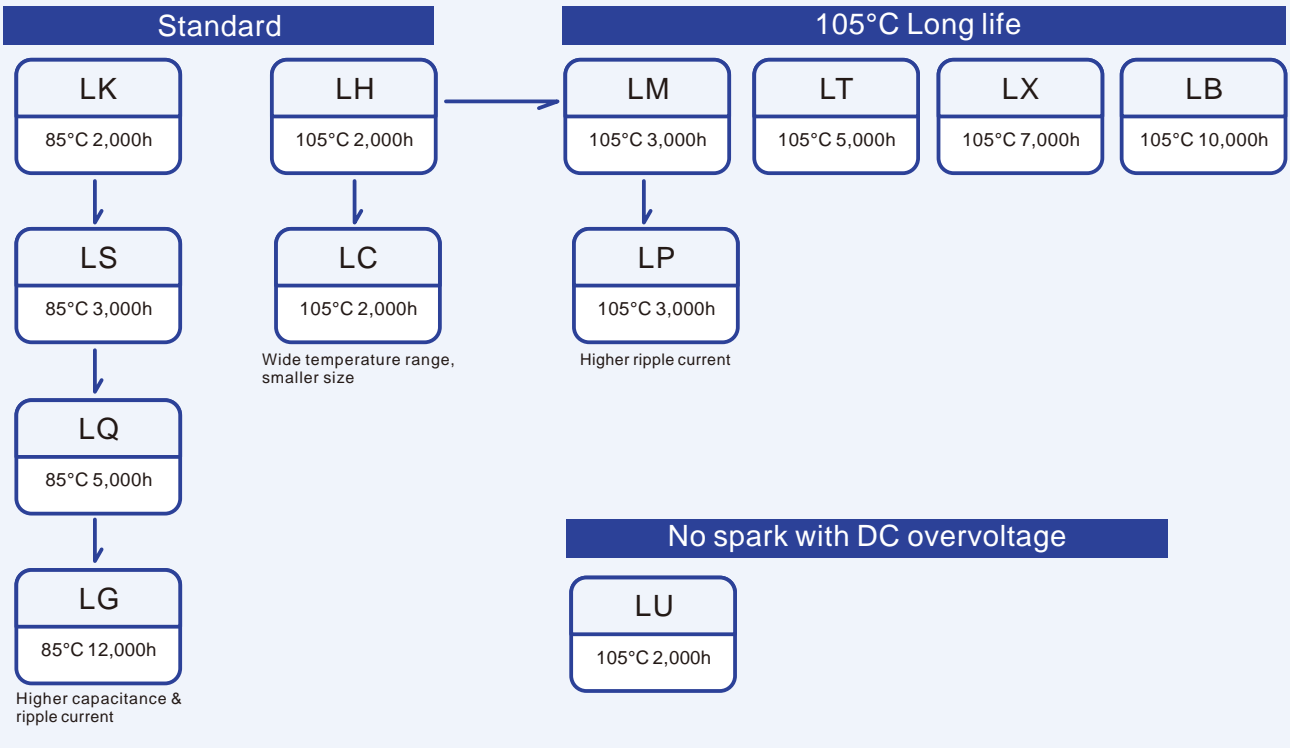 Standard
105°C Long life
LK
85°C 2,000h
LH
105°C 2,000h
LM
105°C 3,000h
LT
105°C 5,000h
LX
105°C 7,000h
LB
105°C 10,000h
LS
85°C 3,000h
LC
105°C 2,000h
Wide temperature range,
smaller size
LP
105°C 3,000h
Higher ripple current
LQ
85°C 5,000h
LG
85°C 12,000h
Higher capacitance &
ripple current
No spark with DC overvoltage
LU
105°C 2,000h